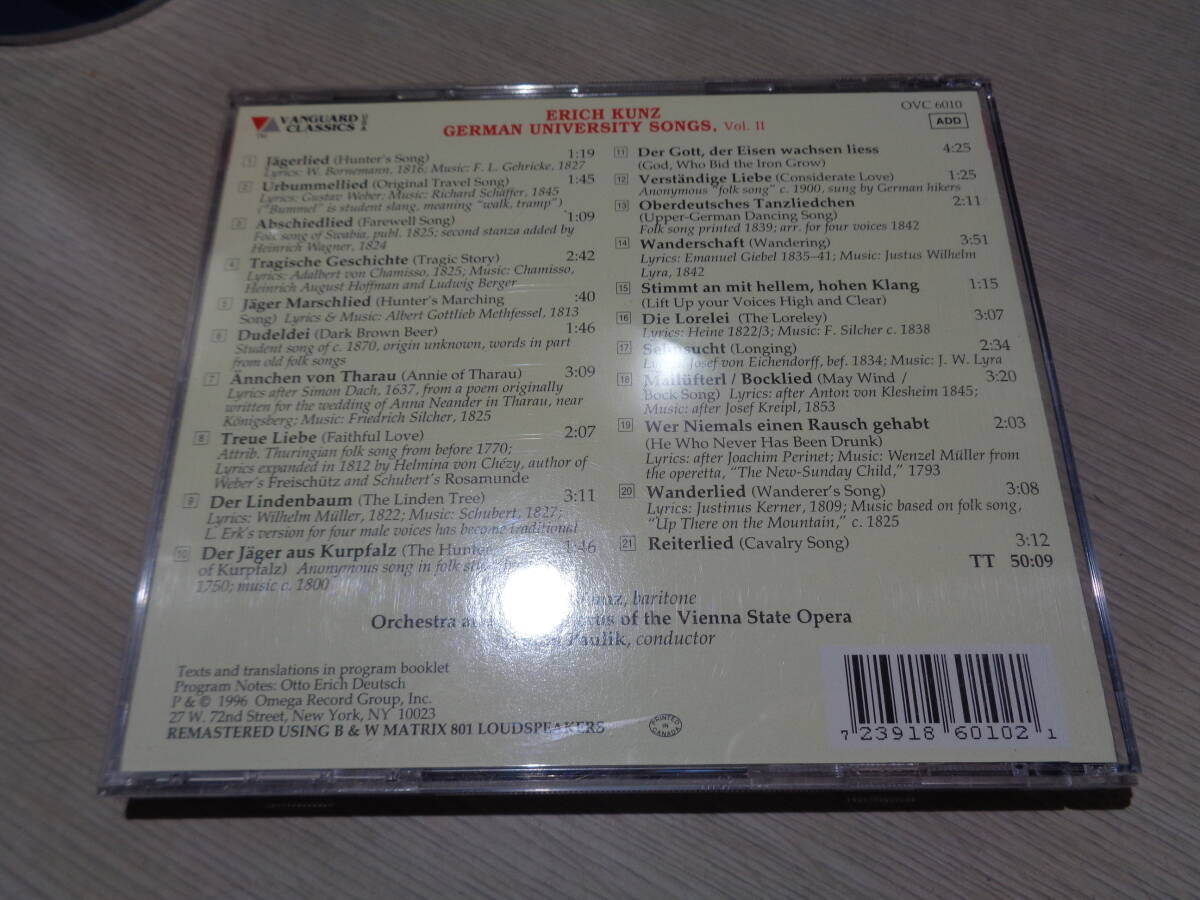 VANGUARD
CLASSICS USA
ERICH KUNZ
GERMAN UNIVERSITY SONGS, Vol. II
OVC 6010
ADD
1 Jägerlied (Hunter's Song) 1:19
Lyrics: W. Bornemann, 1816; Music: F. L. Gehricke, 1827
2 Urbummellied (Original Travel Song) 1:45
Lyrics: Gustav Weber; Music: Richard Schäffer, 1845
("Bummel" is student slang, meaning "walk, tramp")
3 Abschiedlied (Farewell Song) 1:09
Folk song of Swabia, publ. 1825; second stanza added by
Heinrich Wagner, 1824
4 Tragische Geschichte (Tragic Story) 2:42
Lyrics: Adalbert von Chamisso, 1825; Music: Chamisso,
Heinrich August Hoffman and Ludwig Berger
5 Jäger Marschlied (Hunter's Marching :40
Song) Lyrics & Music: Albert Gottlieb Methfessel, 1813
6 Dudeldei (Dark Brown Beer) 1:46
Student song of c. 1870, origin unknown, words in part
from old folk songs
7 Ännchen von Tharau (Annie of Tharau) 3:09
Lyrics after Simon Dach, 1637, from a poem originally
written for the wedding of Anna Neander in Tharau, near
Königsberg; Music: Friedrich Silcher, 1825
8 Treue Liebe (Faithful Love) 2:07
Attrib. Thuringian folk song from before 1770;
Lyrics expanded in 1812 by Helmina von Chézy, author of
Weber's Freischütz and Schubert's Rosamunde
9 Der Lindenbaum (The Linden Tree) 3:11
Lyrics: Wilhelm Müller, 1822; Music: Schubert, 1827;
L. Erk's version for four male voices has become traditional
10 Der Jäger aus Kurpfalz (The Hunter 1:46
of Kurpfalz) Anonymous song in folk
1750; music c. 1800
11 Der Gott, der Eisen wachsen liess 4:25
(God, Who Bid the Iron Grow)
12 Verständige Liebe (Considerate Love) 1:25
Anonymous "folk song" c. 1900, sung by German hikers
13 Oberdeutsches Tanzliedchen 2:11
(Upper-German Dancing Song)
Folk song printed 1839; arr. for four voices 1842
14 Wanderschaft (Wandering) 3:51
Lyrics: Emanuel Giebel 1835–41; Music: Justus Wilhelm
Lyra, 1842
15 Stimmt an mit hellem, hohen Klang 1:15
(Lift Up your Voices High and Clear)
16 Die Lorelei (The Loreley) 3:07
Lyrics: Heine 1822/3; Music: F. Silcher c. 1838
17 Sehnsucht (Longing) 2:34
Josef von Eichendorff, bef. 1834; Music: J. W. Lyra
18 Mailüfterl / Bocklied (May Wind / 3:20
Bock Song) Lyrics: after Anton von Klesheim 1845;
Music: after Josef Kreipl, 1853
19 Wer Niemals einen Rausch gehabt 2:03
(He Who Never Has Been Drunk)
Lyrics: after Joachim Perinet; Music: Wenzel Müller from
the operetta, "The New-Sunday Child," 1793
20 Wanderlied (Wanderer's Song) 3:08
Lyrics: Justinus Kerner, 1809; Music based on folk song,
"Up There on the Mountain," c. 1825
21 Reiterlied (Cavalry Song) 3:12
TT 50:09
baritone
Orchestra of the Vienna State Opera
Paulik, conductor
Texts and translations in program booklet
Program Notes: Otto Erich Deutsch
P & © 1996 Omega Record Group, Inc.
27 W. 72nd Street, New York, NY 10023
REMASTERED USING B & W MATRIX 801 LOUDSPEAKERS
PRINTED IN CANADA
7 23918 60102 1